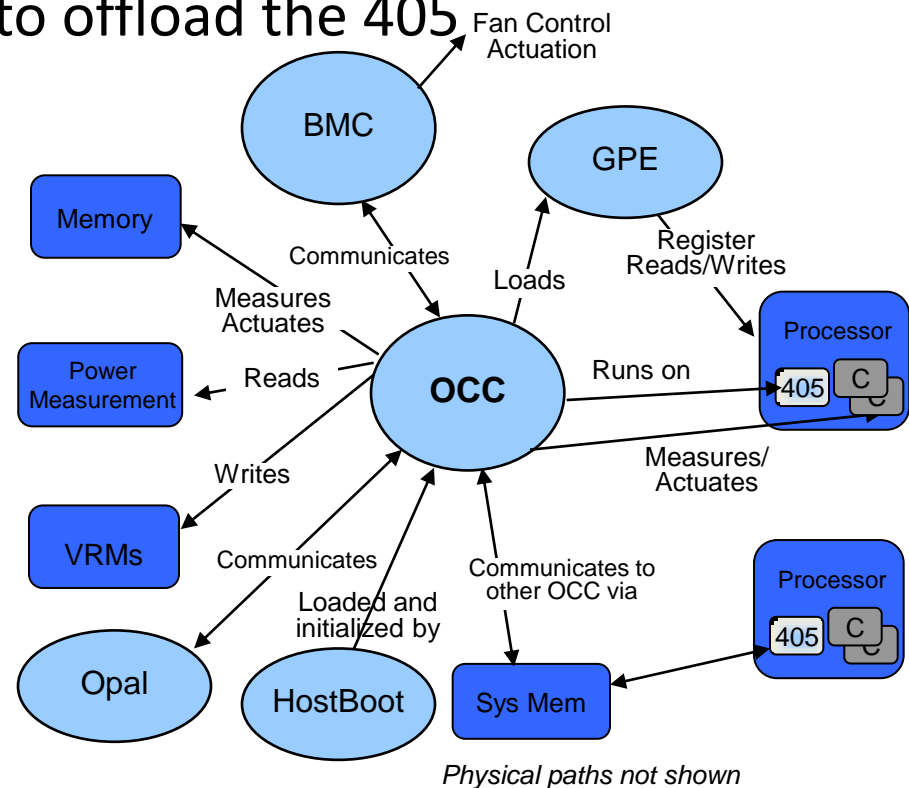 to offload the 405
Fan Control
Actuation
BMC
GPE
Memory
Communicates
Register
Reads/Writes
Loads
Measures
Actuates
Processor
405
C
C
Power
Measurement
Reads
OCC
Runs on
Measures/
Actuates
Writes
VRMs
Communicates
Communicates to
other OCC via
Loaded and
initialized by
Processor
405
C
C
Opal
HostBoot
Sys Mem
Physical paths not shown